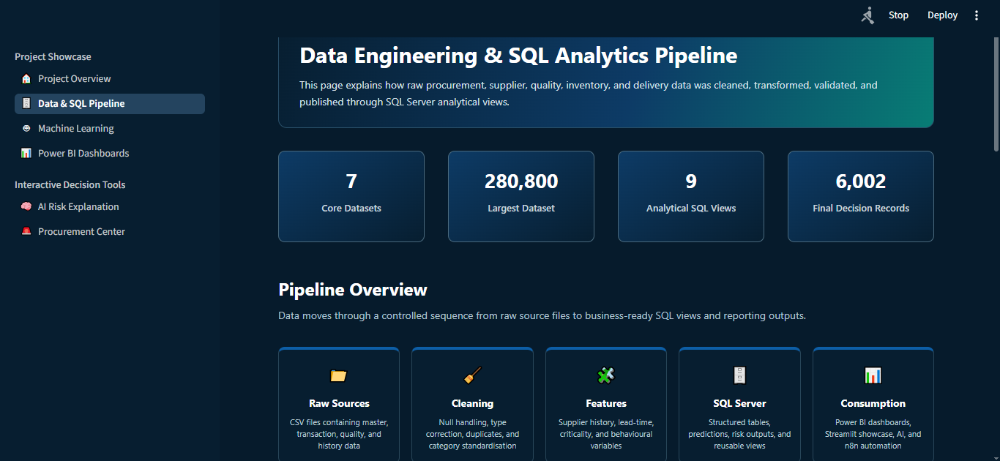 Stop
Deploy
Project Showcase
Project Overview
Data & SQL Pipeline
Machine Learning
Power BI Dashboards
Interactive Decision Tools
AI Risk Explanation
Procurement Center
Data Engineering & SQL Analytics Pipeline
This page explains how raw procurement, supplier, quality, inventory, and delivery data was cleaned, transformed, validated, and
published through SQL Server analytical views.
7
Core Datasets
280,800
Largest Dataset
9
Analytical SQL Views
6,002
Final Decision Records
Pipeline Overview
Data moves through a controlled sequence from raw source files to business-ready SQL views and reporting outputs.
Raw Sources
CSV files containing master,
transaction, quality, and
history data
Cleaning
Null handling, type
correction, duplicates, and
category standardisation
Features
Supplier history, lead-time,
criticality, and behavioural
variables
SQL Server
Structured tables,
predictions, risk outputs, and
reusable views
Consumption
Power BI dashboards,
Streamlit showcase, AI, and
n8n automation